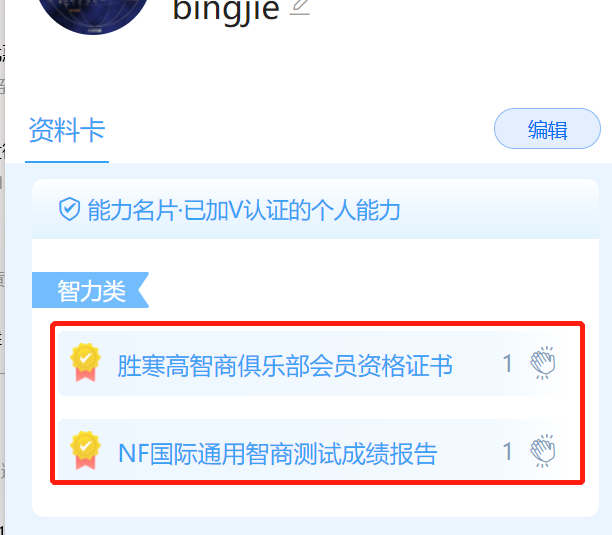 bingjie
资料卡
编辑
能力名片·已加V认证的个人能力
智力类
胜寒高智商俱乐部会员资格证书 1
NF国际通用智商测试成绩报告 1